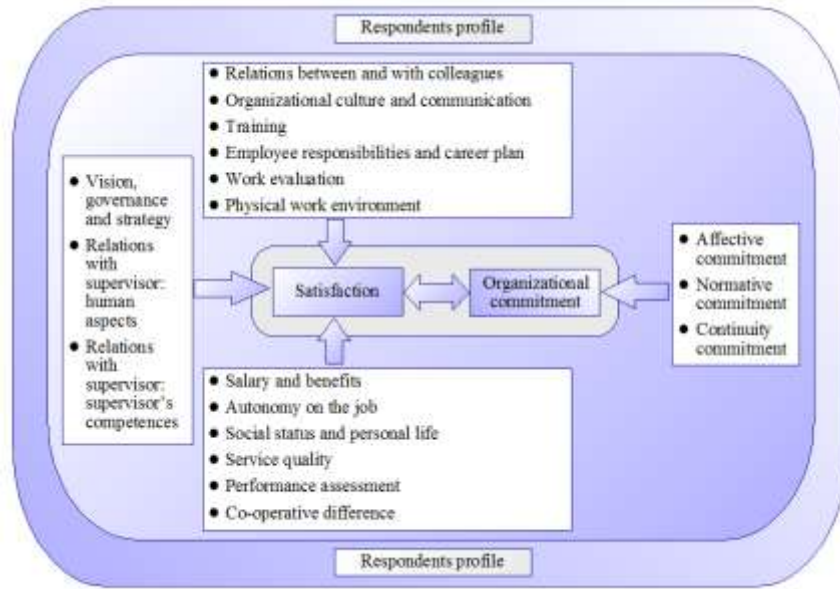 Respondents profile
● Relations between and with colleagues
● Organizational culture and communication
● Training
● Employee responsibilities and career plan
● Work evaluation
● Physical work environment
● Vision,
governance
and strategy
● Relations
with
supervisor:
human
aspects
● Relations
with
supervisor:
supervisor's
competences
Satisfaction
Organizational
commitment
● Affective
commitment
● Normative
commitment
● Continuity
commitment
● Salary and benefits
● Autonomy on the job
● Social status and personal life
● Service quality
● Performance assessment
● Co-operative difference
Respondents profile